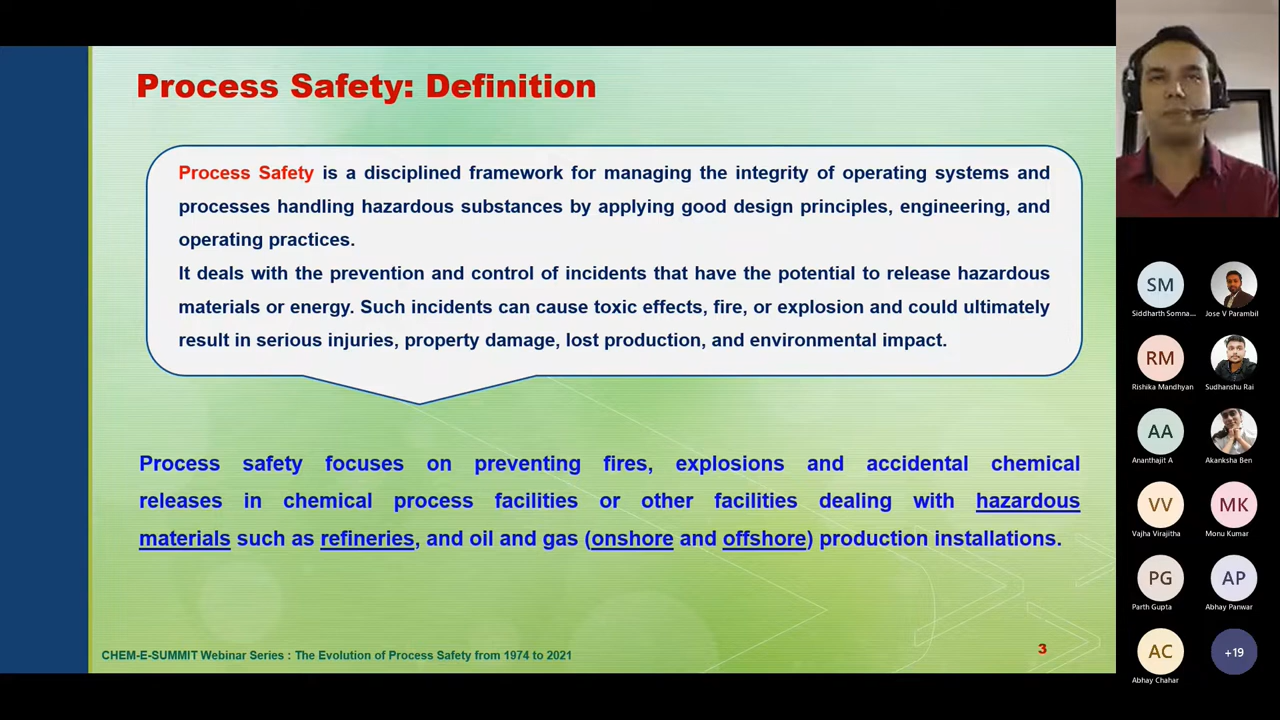 Process Safety: Definition
Process Safety is a disciplined framework for managing the integrity of operating systems and
processes handling hazardous substances by applying good design principles, engineering, and
operating practices.
It deals with the prevention and control of incidents that have the potential to release hazardous
materials or energy. Such incidents can cause toxic effects, fire, or explosion and could ultimately
result in serious injuries, property damage, lost production, and environmental impact.
Process safety focuses on preventing fires, explosions and accidental chemical
releases in chemical process facilities or other facilities dealing with hazardous
materials such as refineries, and oil and gas (onshore and offshore) production installations.
CHEM-E-SUMMIT Webinar Series : The Evolution of Process Safety from 1974 to 2021
3
SM
Siddharth Somna...
Jose V Parambil
RM
Rishika Mandhyan
Sudhanshu Rai
AA
Ananthajit A
Akanksha Ben
VV
Vajha Virajitha
MK
Monu Kumar
PG
Parth Gupta
AP
Abhay Panwar
AC
Abhay Chahar
+19